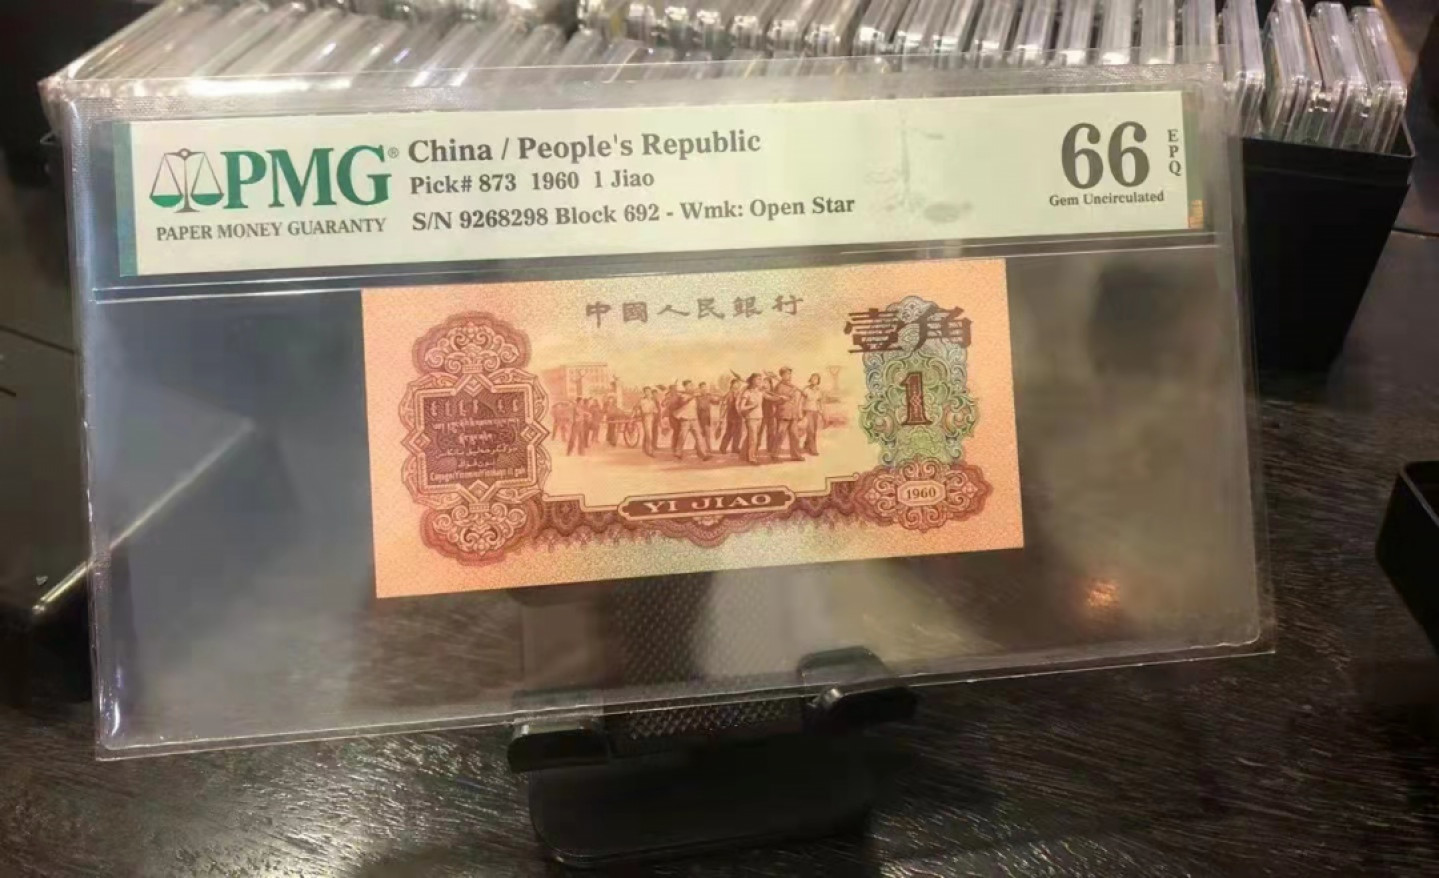 PMG®
PAPER MONEY GUARANTY
China / People's Republic
Pick# 873 1960 1 Jiao
S/N 9268298 Block 692 - Wmk: Open Star
66
EPQ
Gem Uncirculated
中國人民銀行
壹角
1
YI JIAO
1960